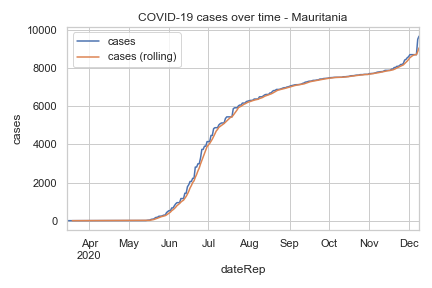 COVID-19 cases over time - Mauritania
cases
cases (rolling)
10000
8000
6000
4000
2000
0
cases
Apr May Jun Jul Aug Sep Oct Nov Dec
2020
dateRep